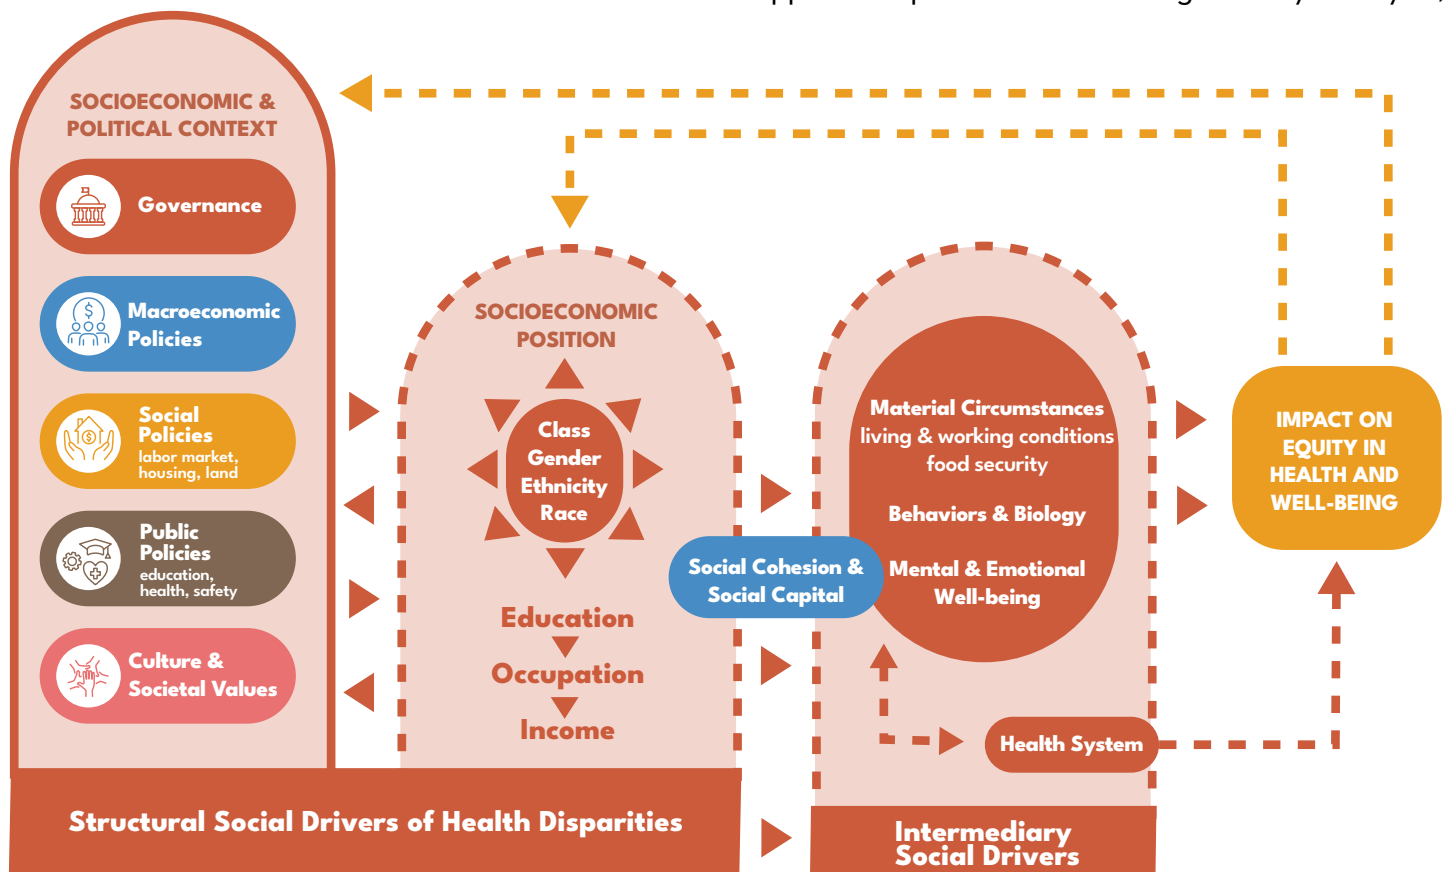 SOCIOECONOMIC &
POLITICAL CONTEXT
Governance
Macroeconomic
Policies
Social
Policies
labor market,
housing, land
Public
Policies
education,
health, safety
Culture &
Societal Values
SOCIOECONOMIC
POSITION
Class
Gender
Ethnicity
Race
Education
Occupation
Income
Social Cohesion &
Social Capital
Material Circumstances
living & working conditions
food security
Behaviors & Biology
Mental & Emotional
Well-being
Health System
IMPACT ON
EQUITY IN
HEALTH AND
WELL-BEING
Structural Social Drivers of Health Disparities
Intermediary
Social Drivers